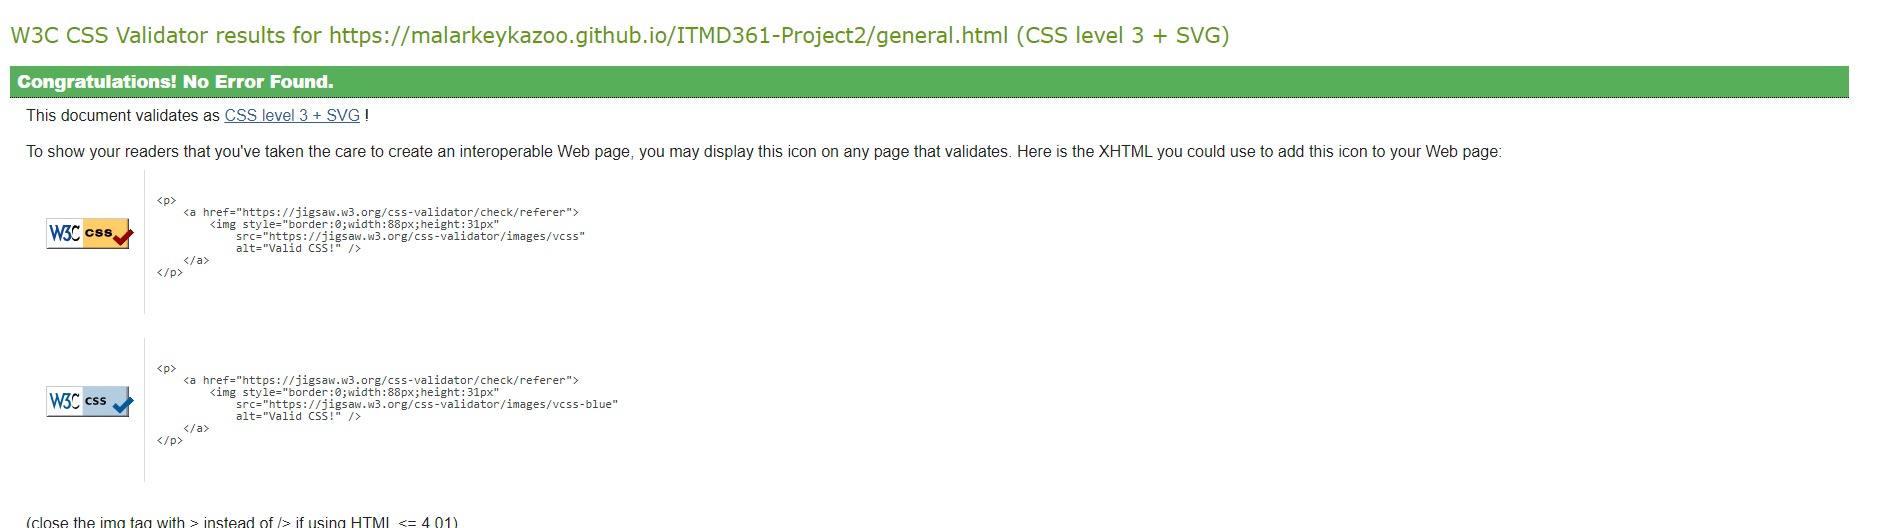 W3C CSS Validator results for https://malarkeykazoo.github.io/ITMD361-Project2/general.html (CSS level 3 + SVG)
Congratulations! No Error Found.
This document validates as CSS level 3 + SVG !
To show your readers that you've taken the care to create an interoperable Web page, you may display this icon on any page that validates. Here is the XHTML you could use to add this icon to your Web page:
W3C css
<p>
<a href="https://jigsaw.w3.org/css-validator/check/referer">
<img style="border:0;width:88px;height:31px"
src="https://jigsaw.w3.org/css-validator/images/vcss"
alt="Valid CSS!" />
</a>
</p>
W3C css
<p>
<a href="https://jigsaw.w3.org/css-validator/check/referer">
<img style="border:0;width:88px;height:31px"
src="https://jigsaw.w3.org/css-validator/images/vcss-blue"
alt="Valid CSS!" />
</a>
</p>
(close the img tag with > instead of /> if using HTML <= 4.01)